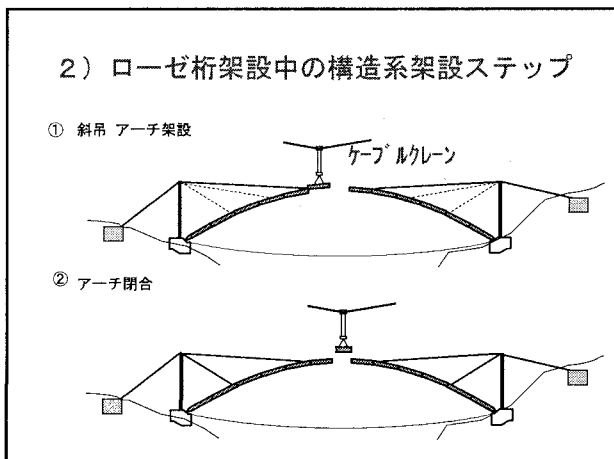 ２）ローゼ桁架設中の構造系架設ステップ
① 斜吊 アーチ架設
ケーブルクレーン
② アーチ閉合